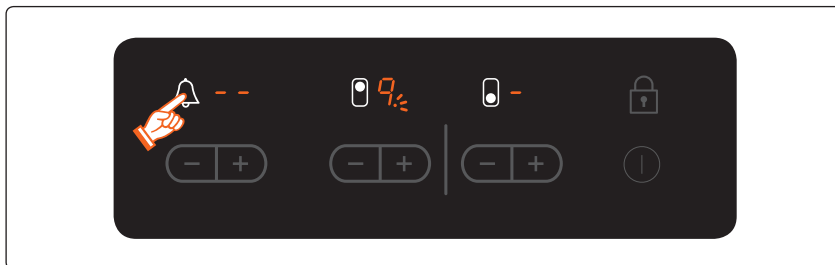 - - 9. -
- + - + - +